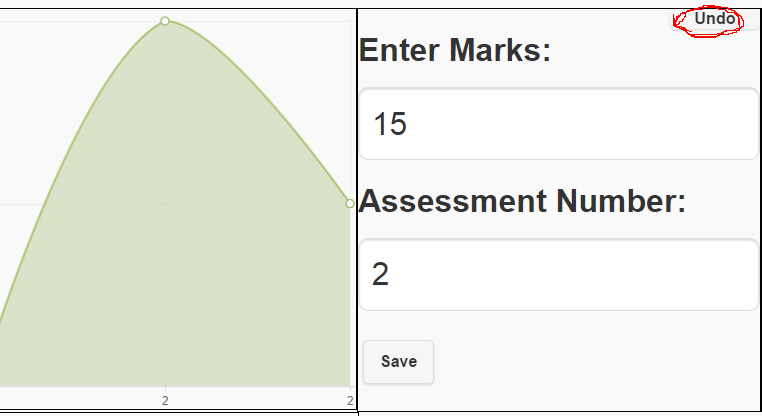 Undo
Enter Marks:
15
Assessment Number:
2
Save
2 2